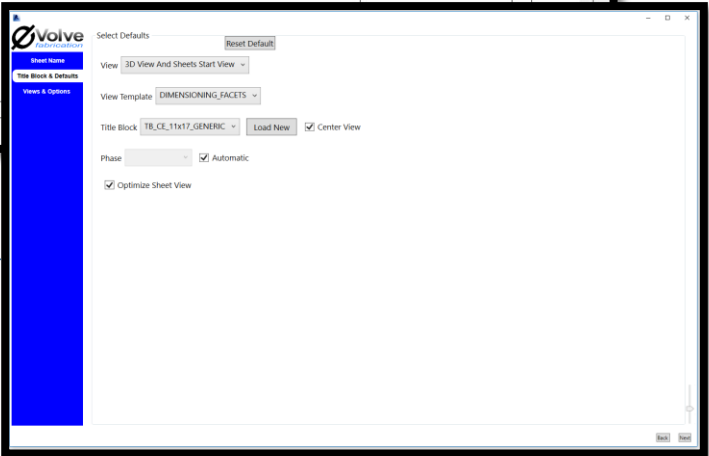 eVolve
fabrication
Sheet Name
Title Block & Defaults
Views & Options
Select Defaults
Reset Default
View 3D View And Sheets Start View
View Template DIMENSIONING_FACETS
Title Block TB_CE_11x17_GENERIC Load New Center View
Phase Automatic
Optimize Sheet View
Back Next